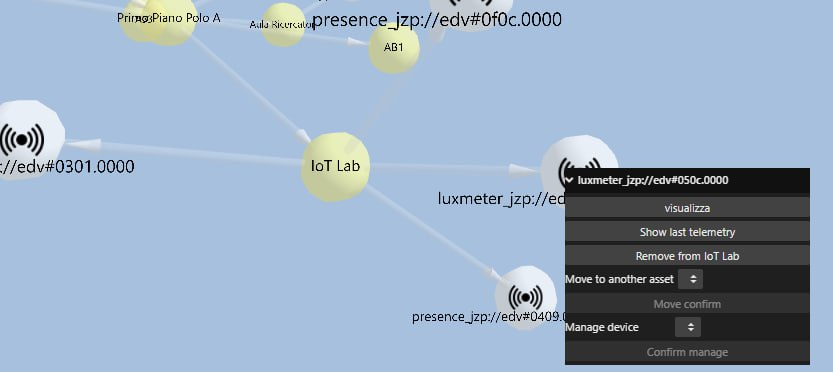 Primo Piano Polo A
Aula Ricercatori
presence_jzp://edv#0f0c.0000
AB1
://edv#0301.0000
IoT Lab
luxmeter_jzp://ed
presence_jzp://edv#0409.0
luxmeter_jzp://edv#050c.0000
visualizza
Show last telemetry
Remove from IoT Lab
Move to another asset
Move confirm
Manage device
Confirm manage